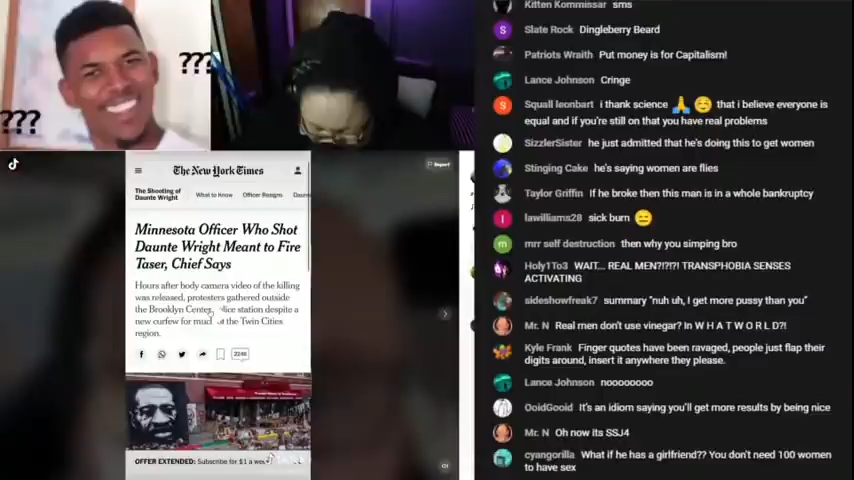 ???
???
Report
The New York Times
The Shooting of
Daunte Wright
What to Know
Officer Resigns
Daun
Minnesota Officer Who Shot
Daunte Wright Meant to Fire
Taser, Chief Says
Hours after body camera video of the killing
was released, protesters gathered outside
the Brooklyn Center, police station despite a
new curfew for much of the Twin Cities
region.
2246
OFFER EXTENDED: Subscribe for $1 a week
Kitten Kommissar sms
Slate Rock Dingleberry Beard
Patriots Wraith Put money is for Capitalism!
Lance Johnson Cringe
Squall leonbart i thank science 🙏 ☺️ that i believe everyone is
equal and if you're still on that you have real problems
SizzlerSister he just admitted that he's doing this to get women
Stinging Cake he's saying women are flies
Taylor Griffin If he broke then this man is in a whole bankruptcy
lawilliams28 sick burn 😑
mrr self destruction then why you simping bro
Holy1To3 WAIT... REAL MEN?!?!?! TRANSPHOBIA SENSES
ACTIVATING
sideshowfreak7 summary "nuh uh, I get more pussy than you"
Mr. N Real men don't use vinegar? In W H A T W O R L D?!
Kyle Frank Finger quotes have been ravaged, people just flap their
digits around, insert it anywhere they please.
Lance Johnson noooooooo
OoidGooid It's an idiom saying you'll get more results by being nice
Mr. N Oh now its SSJ4
cyangorilla What if he has a girlfriend?? You don't need 100 women
to have sex